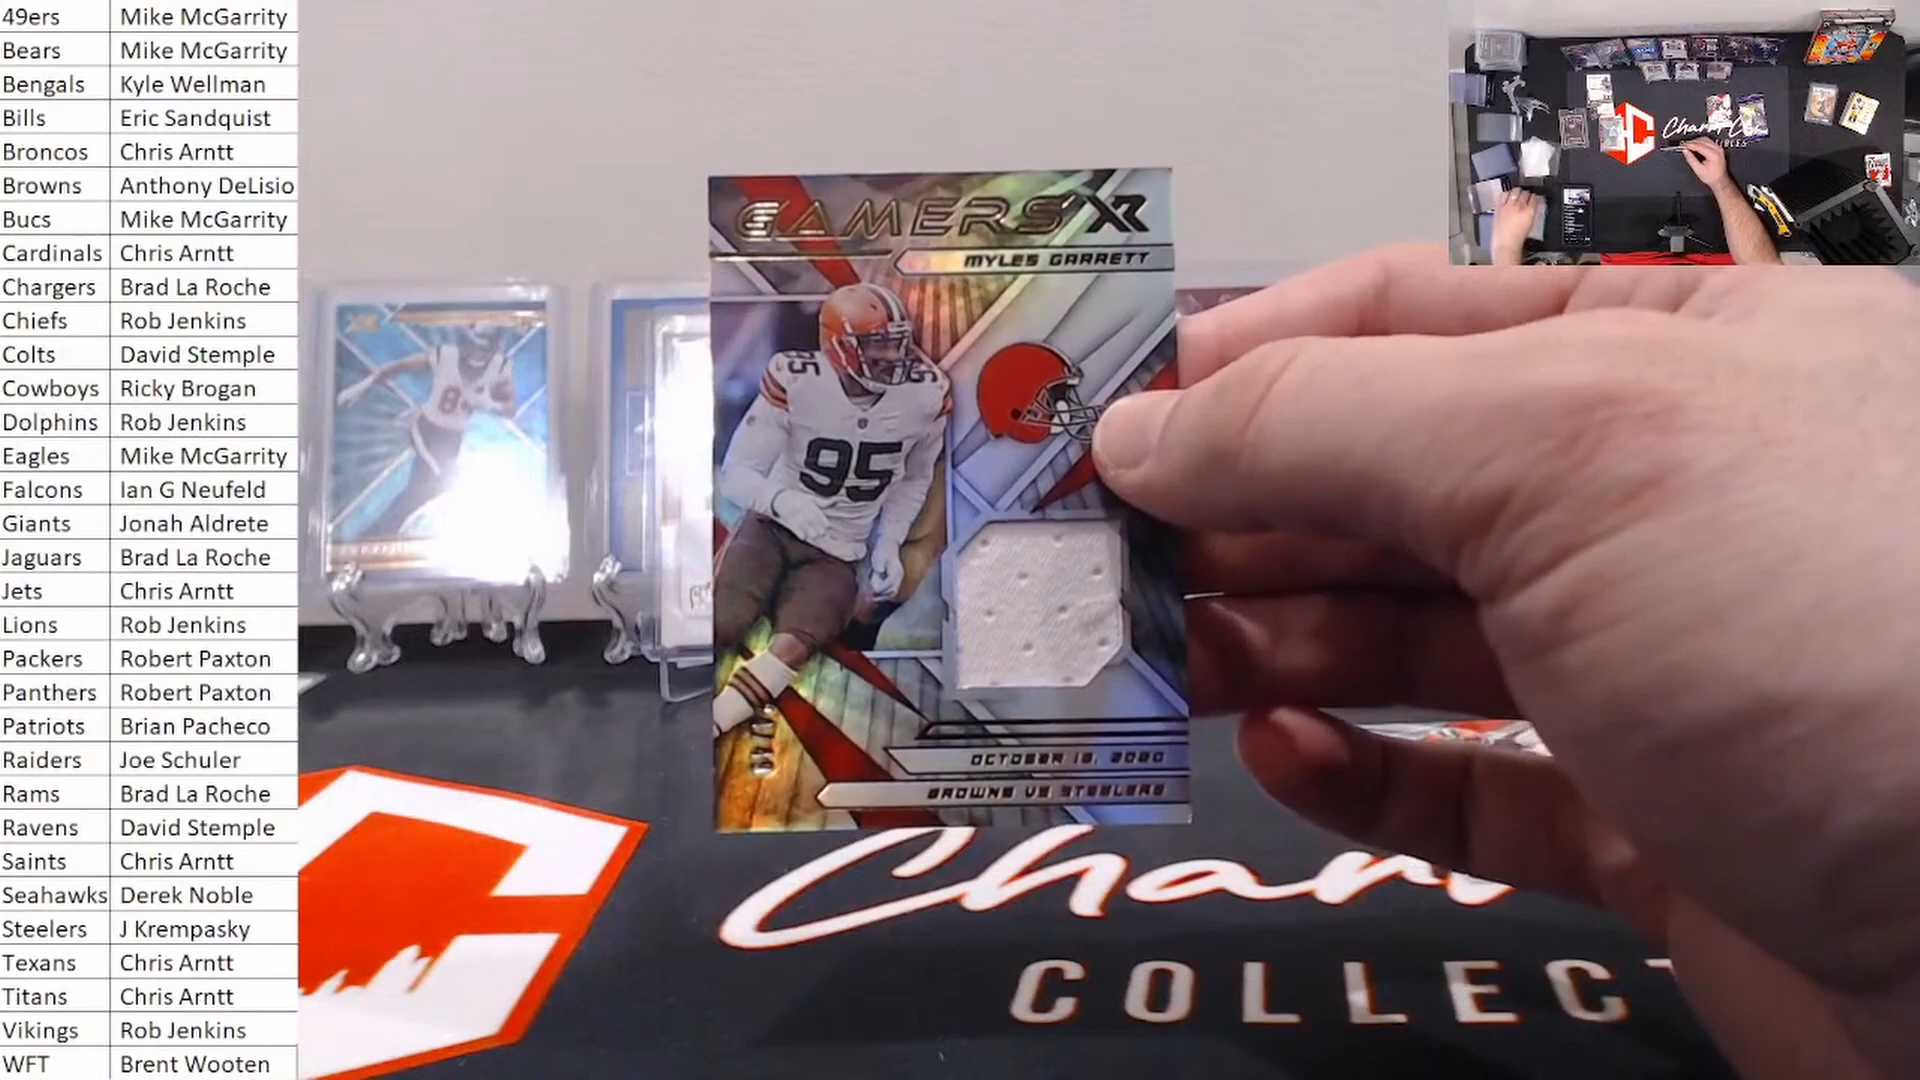 49ers Mike McGarrity
Bears Mike McGarrity
Bengals Kyle Wellman
Bills Eric Sandquist
Broncos Chris Arntt
Browns Anthony DeLisio
Bucs Mike McGarrity
Cardinals Chris Arntt
Chargers Brad La Roche
Chiefs Rob Jenkins
Colts David Stemple
Cowboys Ricky Brogan
Dolphins Rob Jenkins
Eagles Mike McGarrity
Falcons Ian G Neufeld
Giants Jonah Aldrete
Jaguars Brad La Roche
Jets Chris Arntt
Lions Rob Jenkins
Packers Robert Paxton
Panthers Robert Paxton
Patriots Brian Pacheco
Raiders Joe Schuler
Rams Brad La Roche
Ravens David Stemple
Saints Chris Arntt
Seahawks Derek Noble
Steelers J Krempasky
Texans Chris Arntt
Titans Chris Arntt
Vikings Rob Jenkins
WFT Brent Wooten
GAMERS XR
MYLES GARRETT
95
95
95
OCTOBER 18, 2020
BROWNS VS STEELERS
Cham
COLLECT